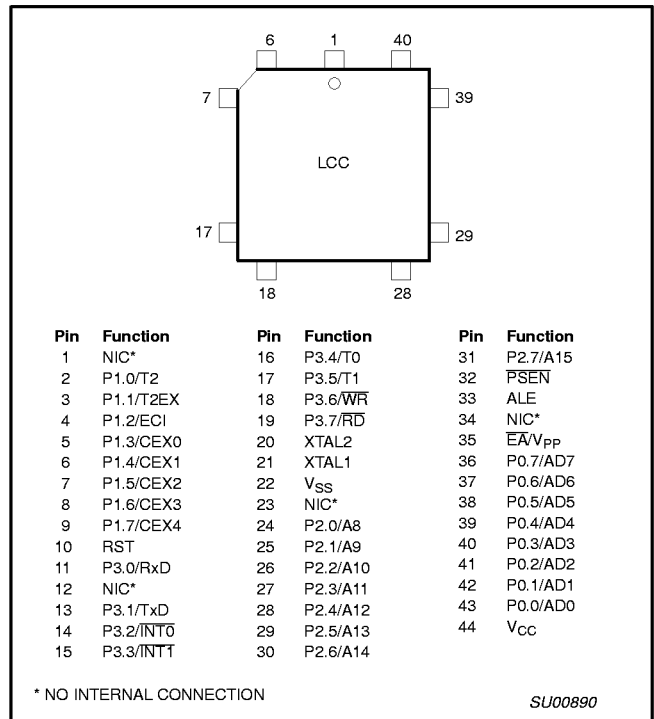 6 1 40
7 39
LCC
17 29
18 28
Pin Function Pin Function Pin Function
1 NIC* 16 P3.4/T0 31 P2.7/A15
2 P1.0/T2 17 P3.5/T1 32 P̅S̅E̅N̅
3 P1.1/T2EX 18 P3.6/W̅R̅ 33 ALE
4 P1.2/ECI 19 P3.7/R̅D̅ 34 NIC*
5 P1.3/CEX0 20 XTAL2 35 E̅A̅/VPP
6 P1.4/CEX1 21 XTAL1 36 P0.7/AD7
7 P1.5/CEX2 22 VSS 37 P0.6/AD6
8 P1.6/CEX3 23 NIC* 38 P0.5/AD5
9 P1.7/CEX4 24 P2.0/A8 39 P0.4/AD4
10 RST 25 P2.1/A9 40 P0.3/AD3
11 P3.0/RxD 26 P2.2/A10 41 P0.2/AD2
12 NIC* 27 P2.3/A11 42 P0.1/AD1
13 P3.1/TxD 28 P2.4/A12 43 P0.0/AD0
14 P3.2/I̅N̅T̅0̅ 29 P2.5/A13 44 VCC
15 P3.3/I̅N̅T̅1̅ 30 P2.6/A14
* NO INTERNAL CONNECTION
SU00890